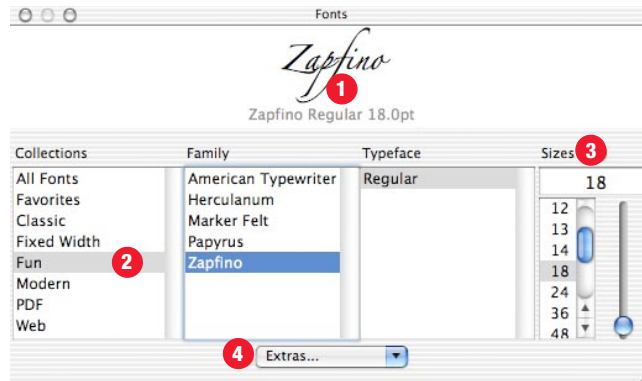 Fonts
Zapfino
1
Zapfino Regular 18.0pt
Collections Family Typeface Sizes 3
All Fonts American Typewriter Regular 18
Favorites Herculanum 12
Classic Marker Felt 13
Fixed Width Papyrus 14
Fun 2 Zapfino 18
Modern 24
PDF 36
Web 48
4 Extras...